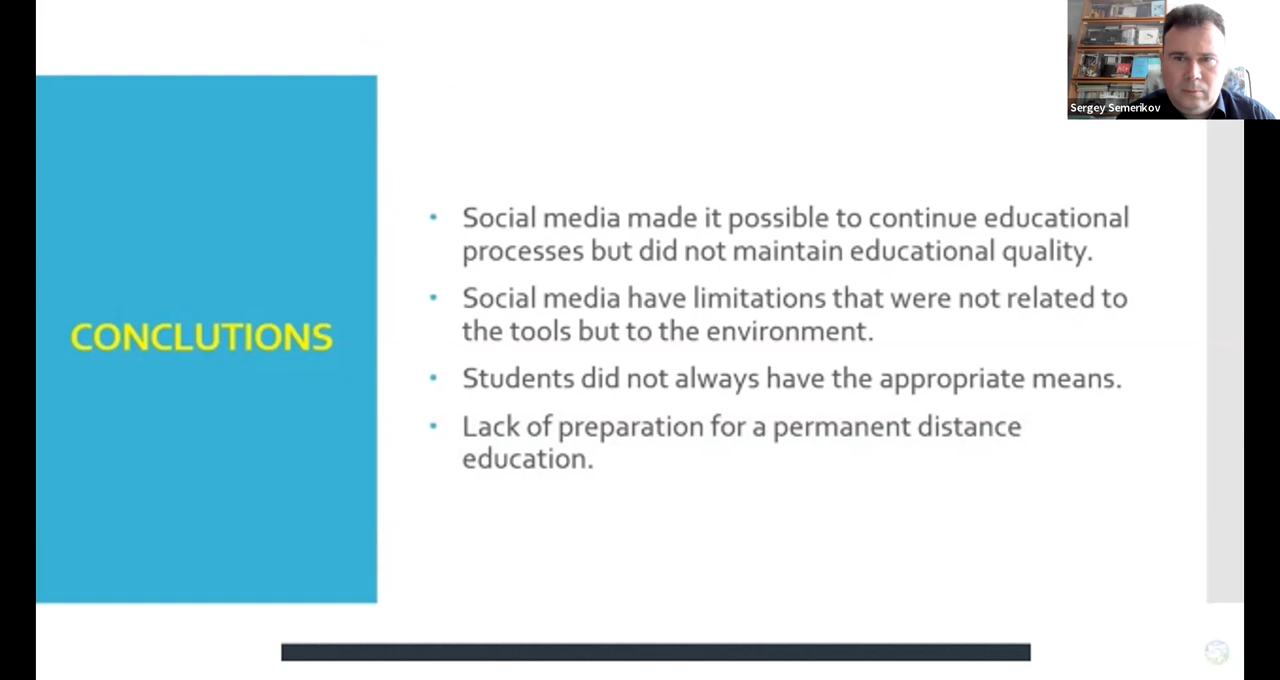 Sergey Semerikov
CONCLUTIONS
• Social media made it possible to continue educational
processes but did not maintain educational quality.
• Social media have limitations that were not related to
the tools but to the environment.
• Students did not always have the appropriate means.
• Lack of preparation for a permanent distance
education.